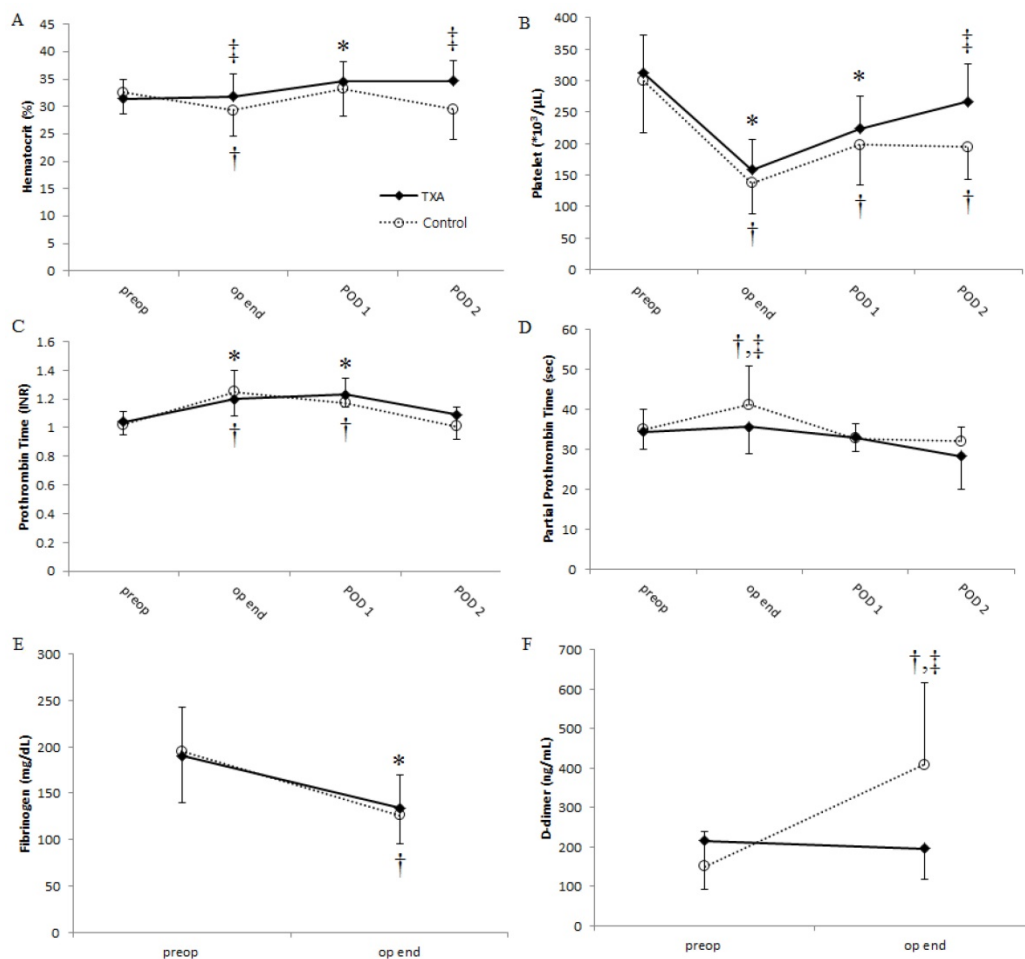 A
Hematocrit (%)
45
40
35
30
25
20
15
10
5
0
‡
*
‡
†
TXA
Control
preop
op end
POD 1
POD 2
B
Platelet (*10³/µL)
400
350
300
250
200
150
100
50
0
*
*
‡
†
†
†
preop
op end
POD 1
POD 2
C
Prothrombin Time (INR)
1.6
1.4
1.2
1
0.8
0.6
0.4
0.2
0
*
*
†
†
preop
op end
POD 1
POD 2
D
Partial Prothrombin Time (sec)
60
50
40
30
20
10
0
†,‡
preop
op end
POD 1
POD 2
E
Fibrinogen (mg/dL)
300
250
200
150
100
50
0
*
†
preop
op end
F
D-dimer (ng/mL)
700
600
500
400
300
200
100
0
†,‡
preop
op end